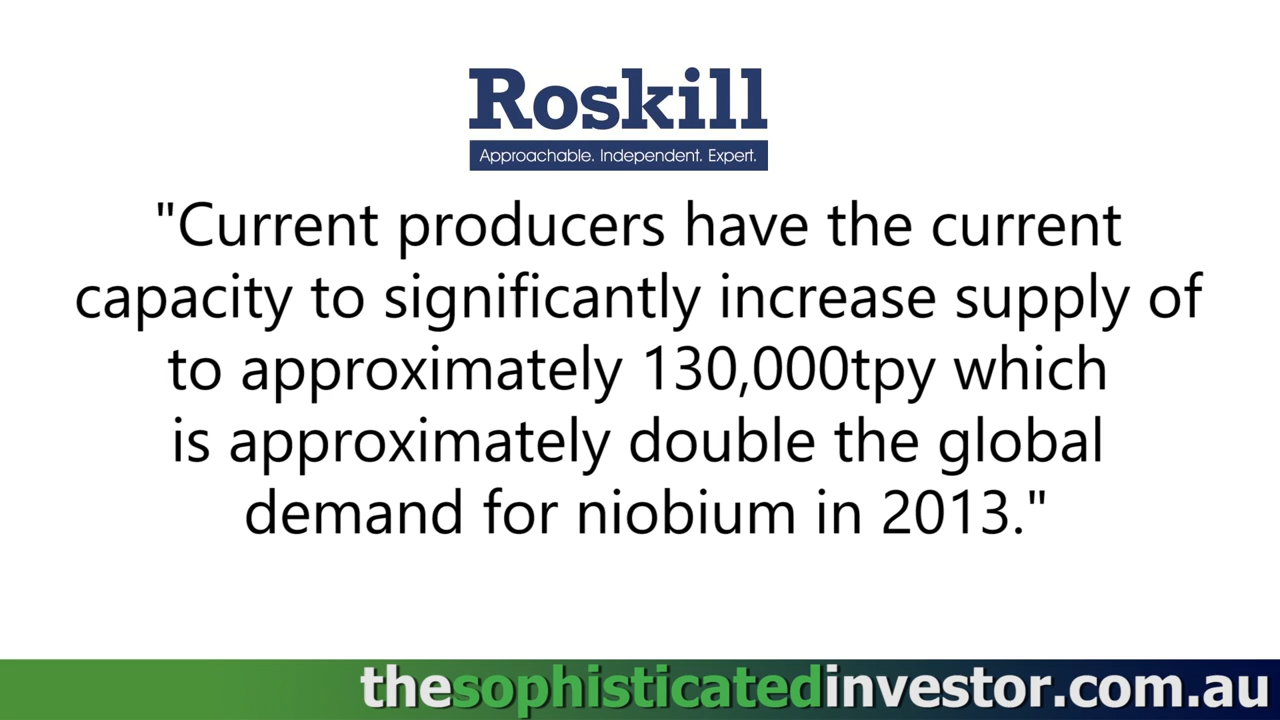 Roskill
Approachable. Independent. Expert.
"Current producers have the current
capacity to significantly increase supply of
to approximately 130,000tpy which
is approximately double the global
demand for niobium in 2013."
thesophisticatedinvestor.com.au